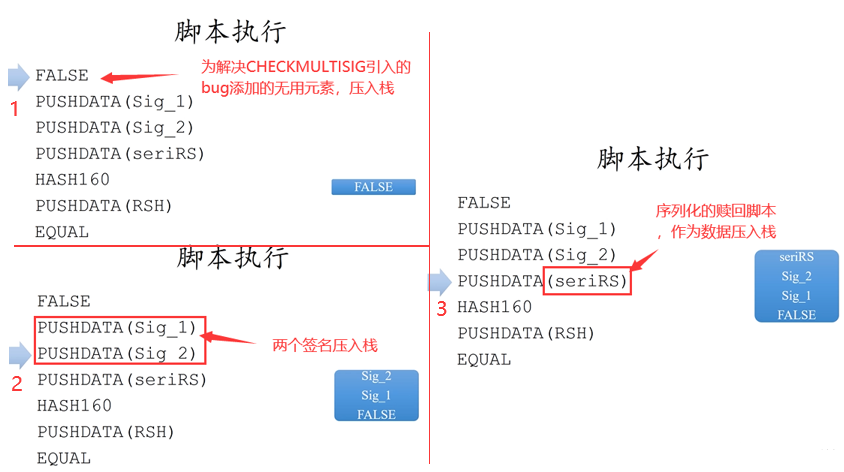 脚本执行
FALSE
为解决CHECKMULTISIG引入的
bug添加的无用元素，压入栈
1
PUSHDATA(Sig_1)
PUSHDATA(Sig_2)
PUSHDATA(seriRS)
HASH160
FALSE
PUSHDATA(RSH)
EQUAL
脚本执行
FALSE
PUSHDATA(Sig_1)
PUSHDATA(Sig_2)
两个签名压入栈
2
PUSHDATA(seriRS)
HASH160
PUSHDATA(RSH)
EQUAL
Sig_2
Sig_1
FALSE
脚本执行
FALSE
PUSHDATA(Sig_1)
PUSHDATA(Sig_2)
PUSHDATA(seriRS)
序列化的赎回脚本
，作为数据压入栈
3
HASH160
PUSHDATA(RSH)
EQUAL
seriRS
Sig_2
Sig_1
FALSE